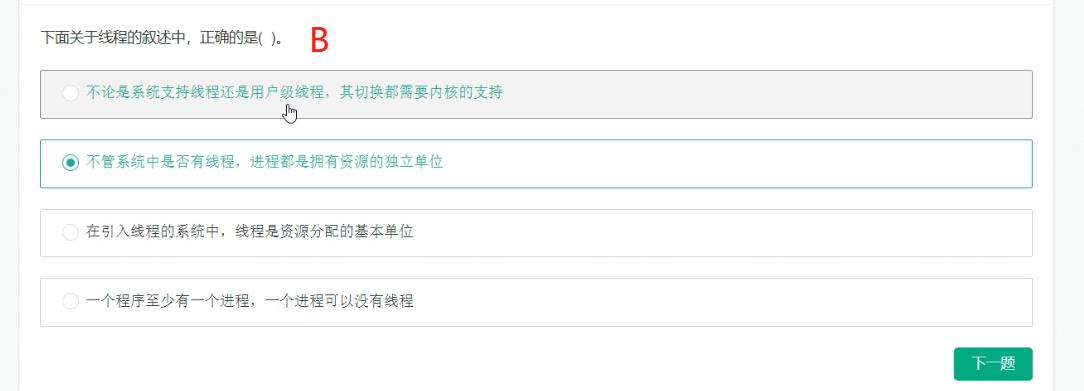 下面关于线程的叙述中，正确的是( )。 B
不论是系统支持线程还是用户级线程，其切换都需要内核的支持
不管系统中是否有线程，进程都是拥有资源的独立单位
在引入线程的系统中，线程是资源分配的基本单位
一个程序至少有一个进程，一个进程可以没有线程
下一题